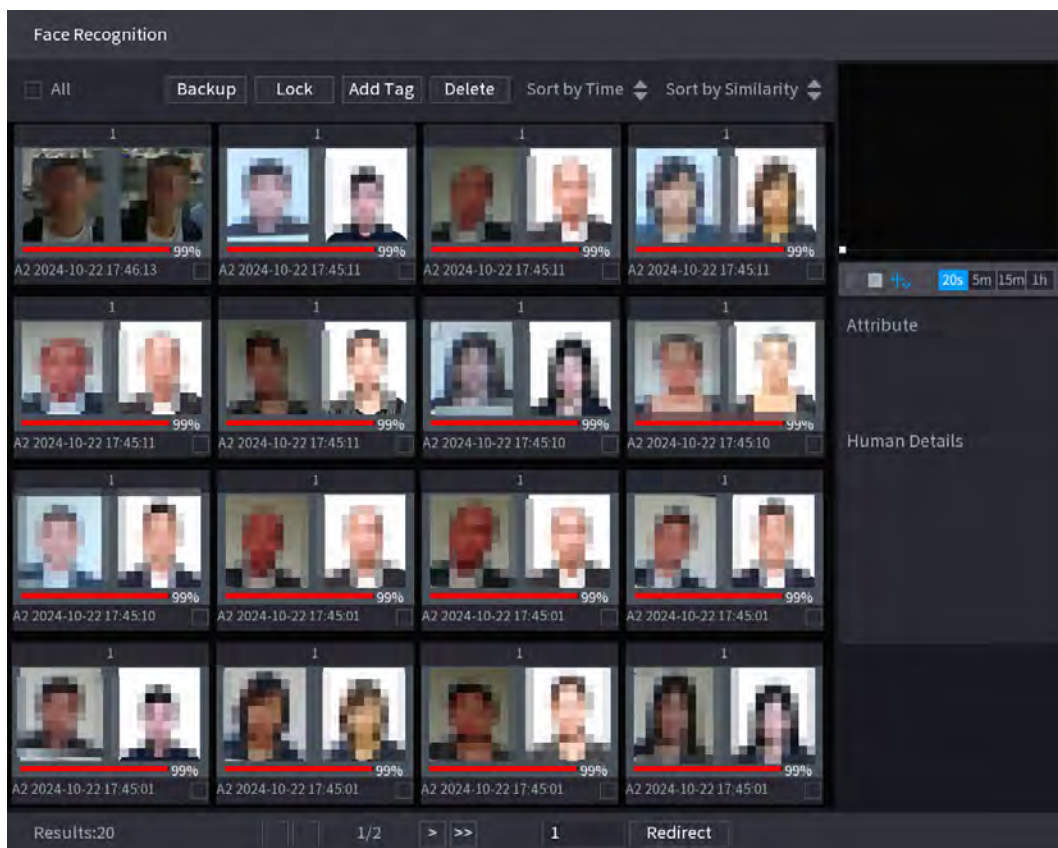 Face Recognition
All Backup Lock Add Tag Delete Sort by Time Sort by Similarity
1 1 1 1
99% 99% 99% 99%
A2 2024-10-22 17:46:13 A2 2024-10-22 17:45:11 A2 2024-10-22 17:45:11 A2 2024-10-22 17:45:11
20s 5m 15m 1h
1 1 1 1
Attribute
99% 99% 99% 99%
A2 2024-10-22 17:45:11 A2 2024-10-22 17:45:11 A2 2024-10-22 17:45:10 A2 2024-10-22 17:45:10
Human Details
1 1 1 1
99% 99% 99% 99%
A2 2024-10-22 17:45:10 A2 2024-10-22 17:45:01 A2 2024-10-22 17:45:01 A2 2024-10-22 17:45:01
1 1 1 1
99% 99% 99% 99%
A2 2024-10-22 17:45:01 A2 2024-10-22 17:45:01 A2 2024-10-22 17:45:01 A2 2024-10-22 17:45:01
Results:20 1/2 > >> 1 Redirect